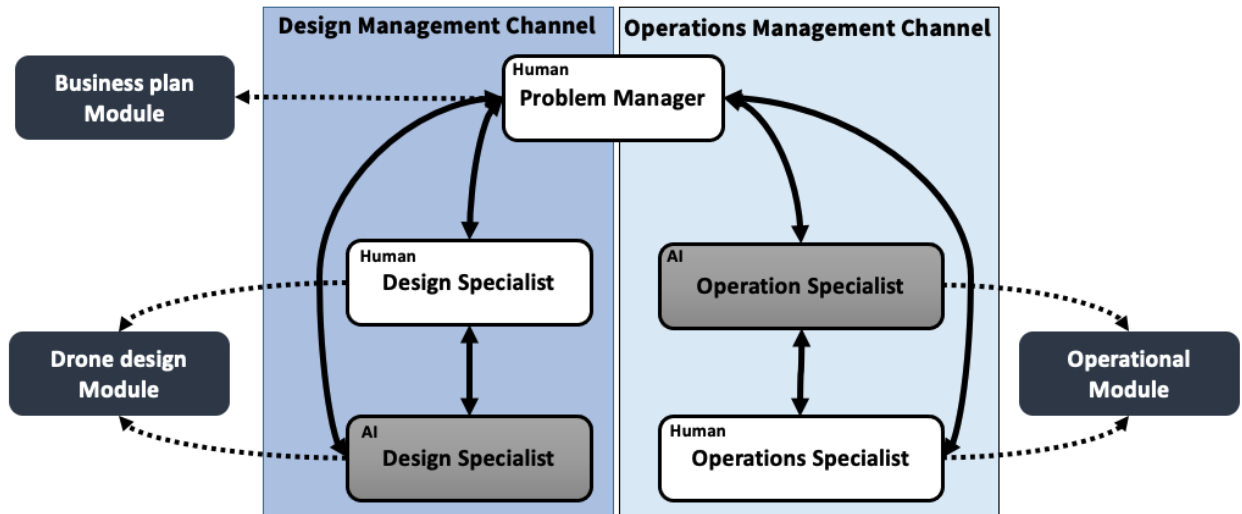 Design Management Channel
Operations Management Channel
Business plan
Module
Human
Problem Manager
Human
Design Specialist
AI
Operation Specialist
Drone design
Module
Operational
Module
AI
Design Specialist
Human
Operations Specialist